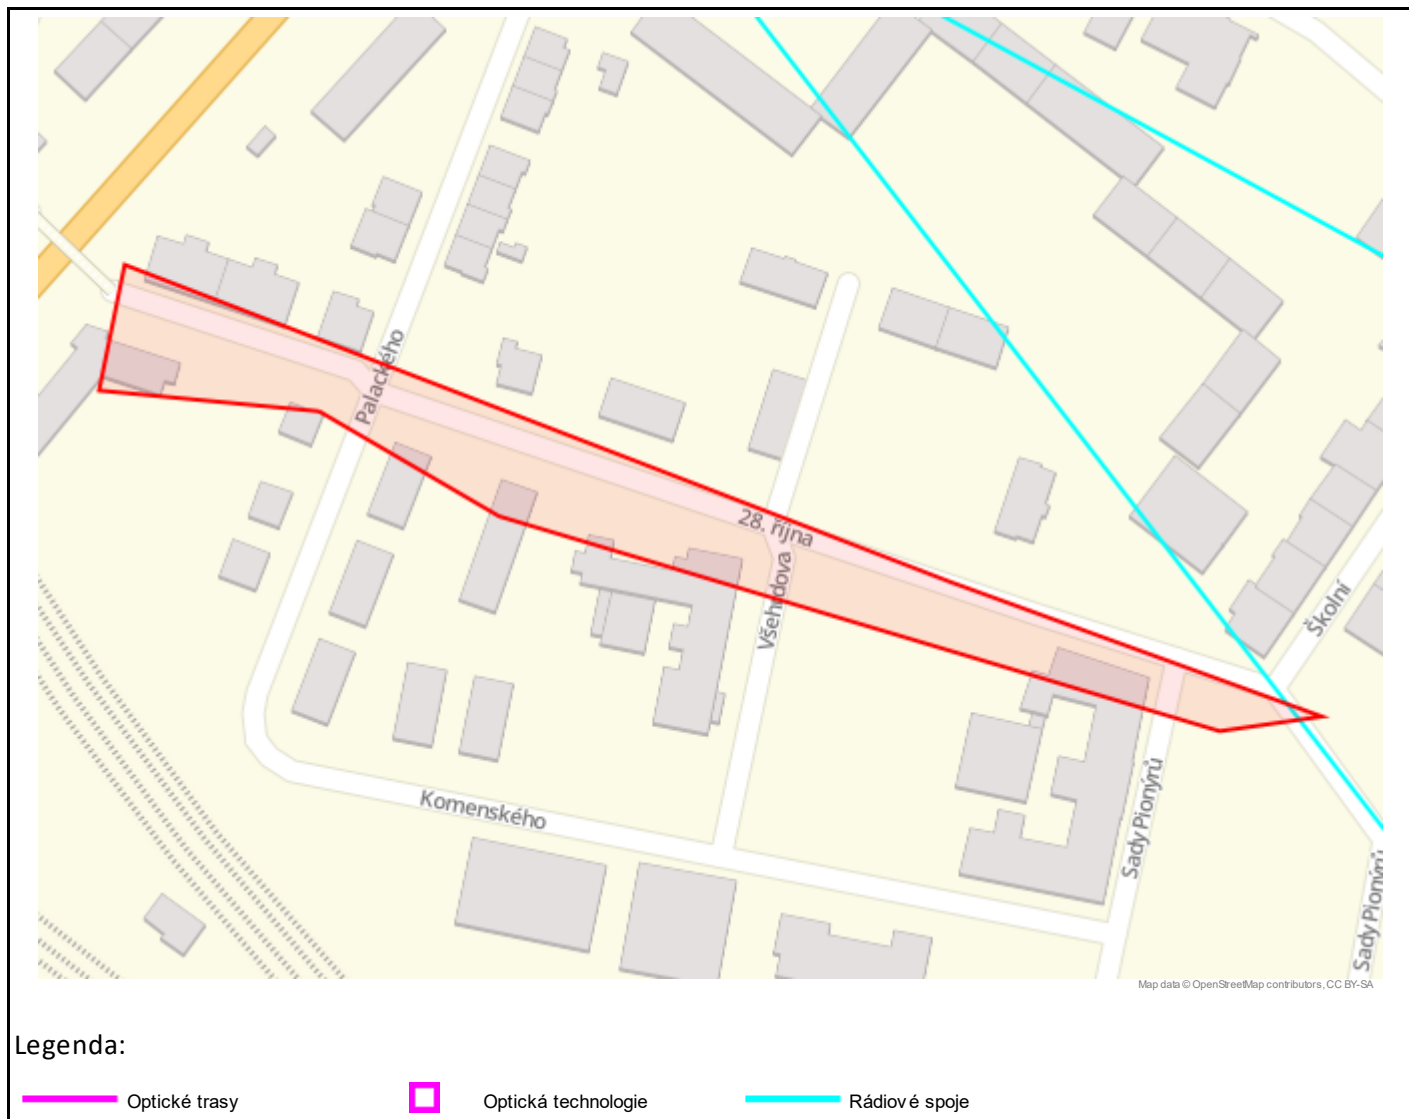 Palackého
28. října
Všehrdova
Školní
Komenského
Sady Pionýrů
Sady Pionýrů
Map data © OpenStreetMap contributors, CC BY-SA
Legenda:
Optické trasy
Optická technologie
Rádiové spoje